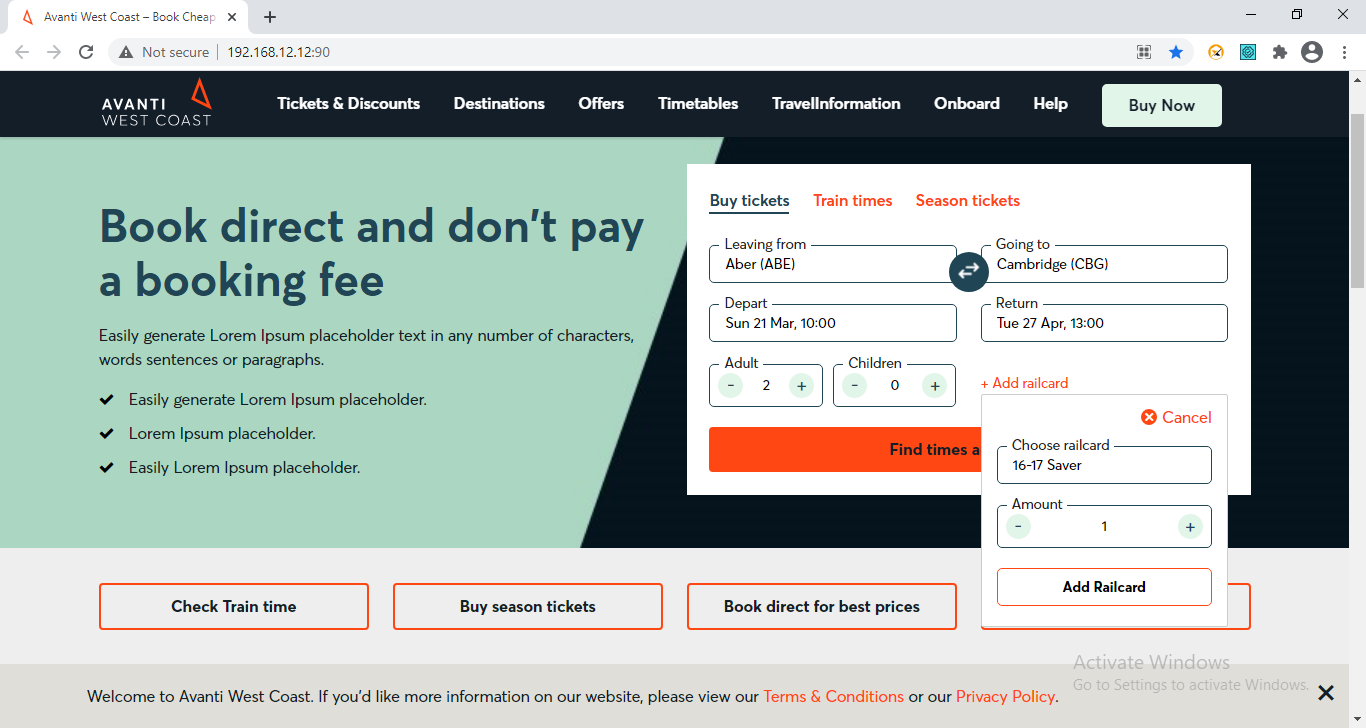 Avanti West Coast – Book Cheap
Not secure
192.168.12.12:90
AVANTI
WEST COAST
Tickets & Discounts
Destinations
Offers
Timetables
TravelInformation
Onboard
Help
Buy Now
Book direct and don't pay
a booking fee
Easily generate Lorem Ipsum placeholder text in any number of characters,
words sentences or paragraphs.
Easily generate Lorem Ipsum placeholder.
Lorem Ipsum placeholder.
Easily Lorem Ipsum placeholder.
Buy tickets
Train times
Season tickets
Leaving from
Aber (ABE)
Going to
Cambridge (CBG)
Depart
Sun 21 Mar, 10:00
Return
Tue 27 Apr, 13:00
Adult
- 2 +
Children
- 0 +
+ Add railcard
Find times a
Cancel
Choose railcard
16-17 Saver
Amount
- 1 +
Add Railcard
Check Train time
Buy season tickets
Book direct for best prices
Activate Windows
Go to Settings to activate Windows.
Welcome to Avanti West Coast. If you'd like more information on our website, please view our Terms & Conditions or our Privacy Policy.